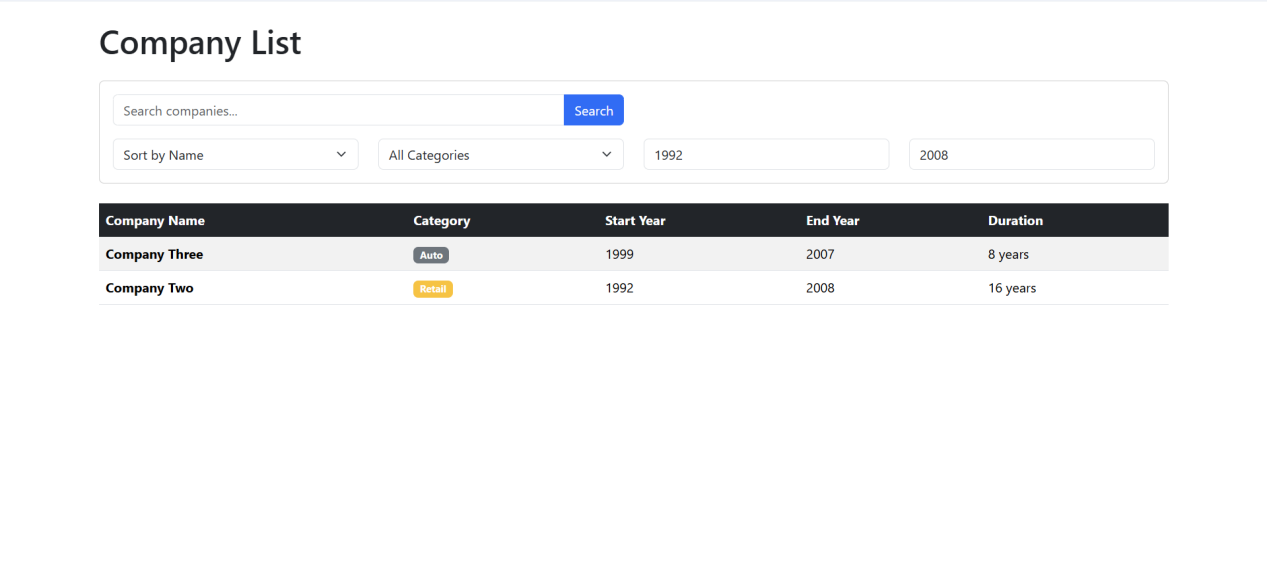 Company List
Search companies... Search
Sort by Name All Categories 1992 2008
Company Name Category Start Year End Year Duration
Company Three Auto 1999 2007 8 years
Company Two Retail 1992 2008 16 years